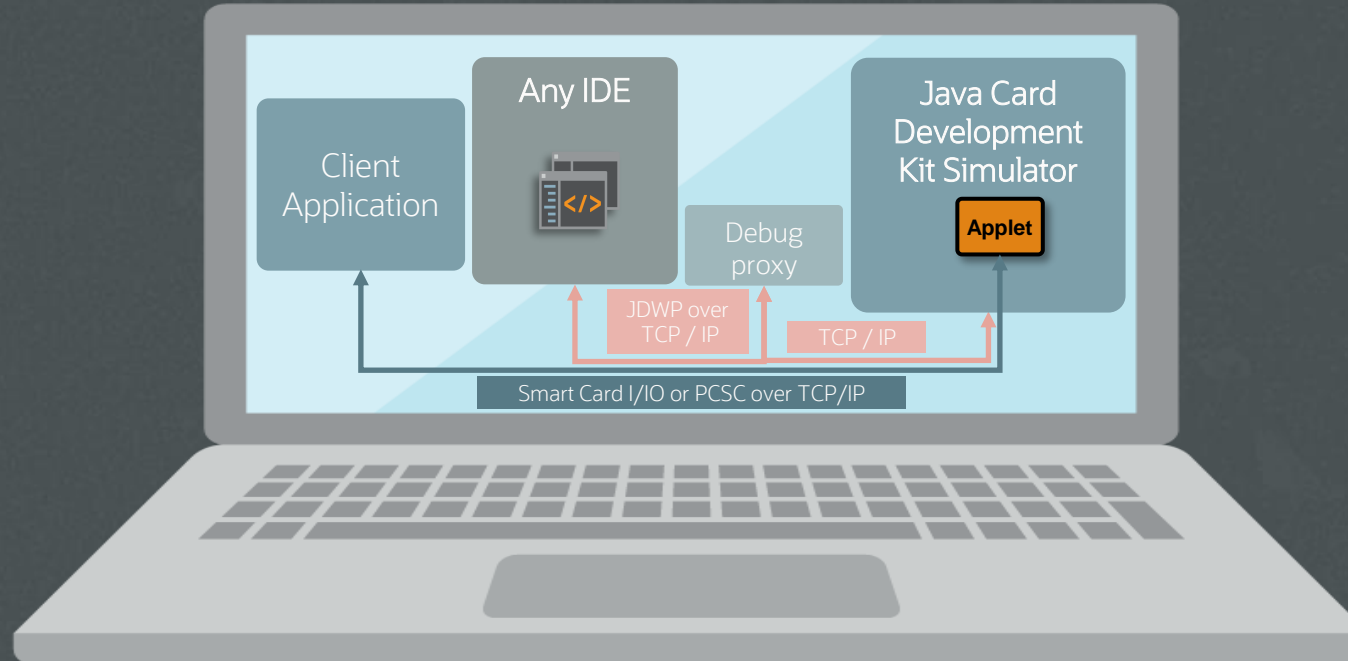 Client
Application
Any IDE
</>
Debug
proxy
Java Card
Development
Kit Simulator
Applet
JDWP over
TCP / IP
TCP / IP
Smart Card I/IO or PCSC over TCP/IP